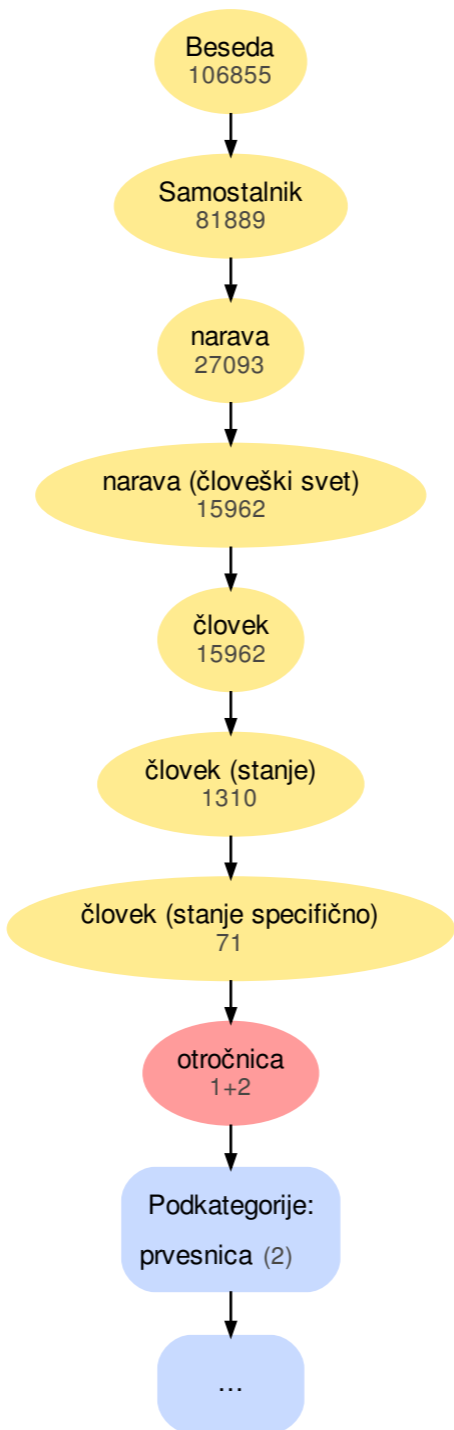 Beseda
106855
Samostalnik
81889
narava
27093
narava (človeški svet)
15962
človek
15962
človek (stanje)
1310
človek (stanje specifično)
71
otročnica
1+2
Podkategorije:
prvesnica (2)
...